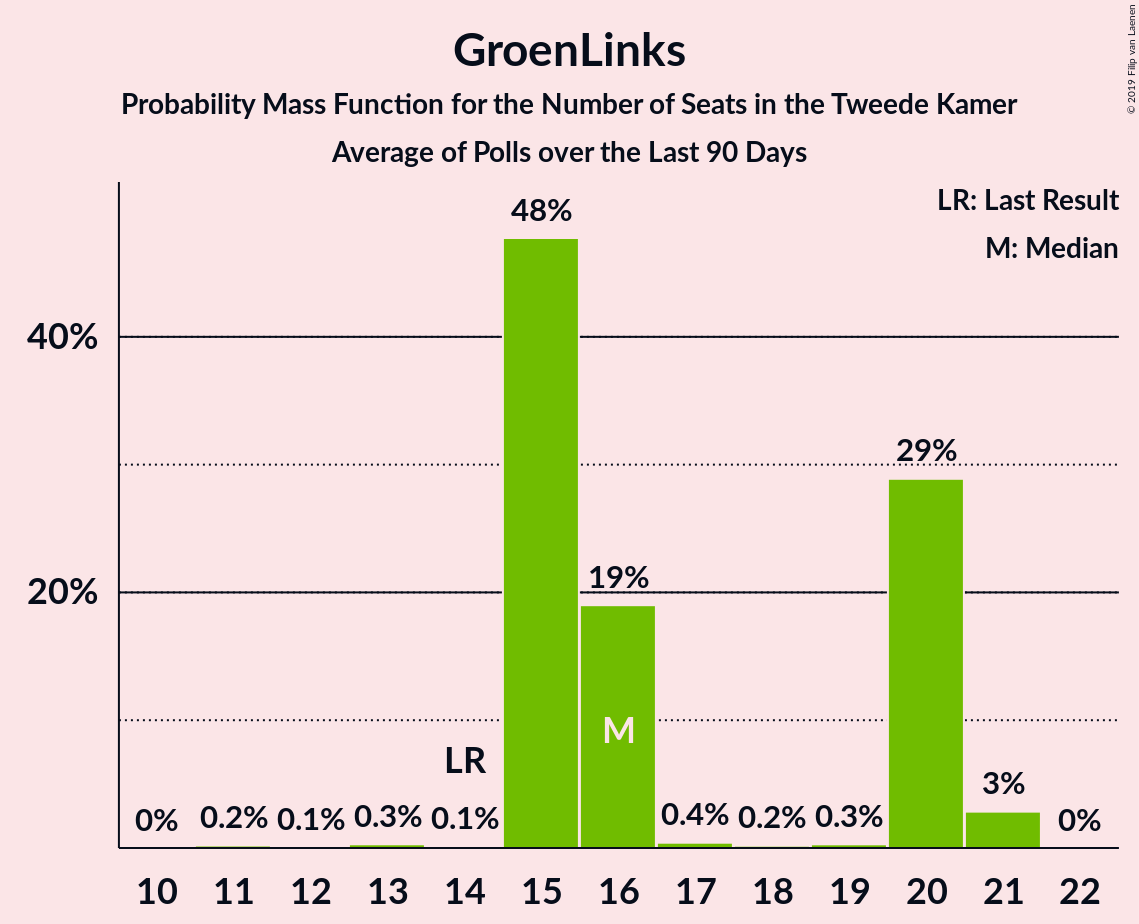 GroenLinks
Probability Mass Function for the Number of Seats in the Tweede Kamer
Average of Polls over the Last 90 Days
© 2019 Filip van Laenen
LR: Last Result
M: Median
40%
20%
0%
0.2%
0.1%
0.3%
0.1%
LR
48%
19%
M
0.4%
0.2%
0.3%
29%
3%
0%
10 11 12 13 14 15 16 17 18 19 20 21 22